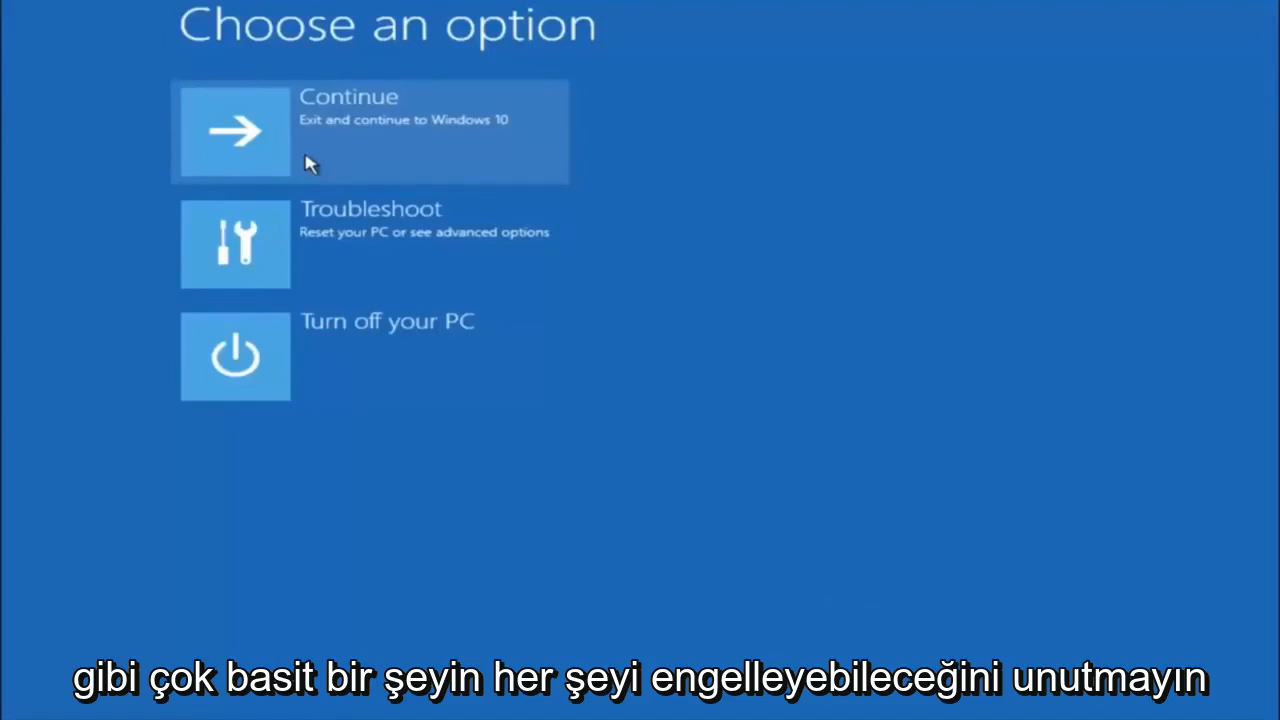 Choose an option
Continue
Exit and continue to Windows 10
Troubleshoot
Reset your PC or see advanced options
Turn off your PC
gibi çok basit bir şeyin her şeyi engelleyebileceğini unutmayın